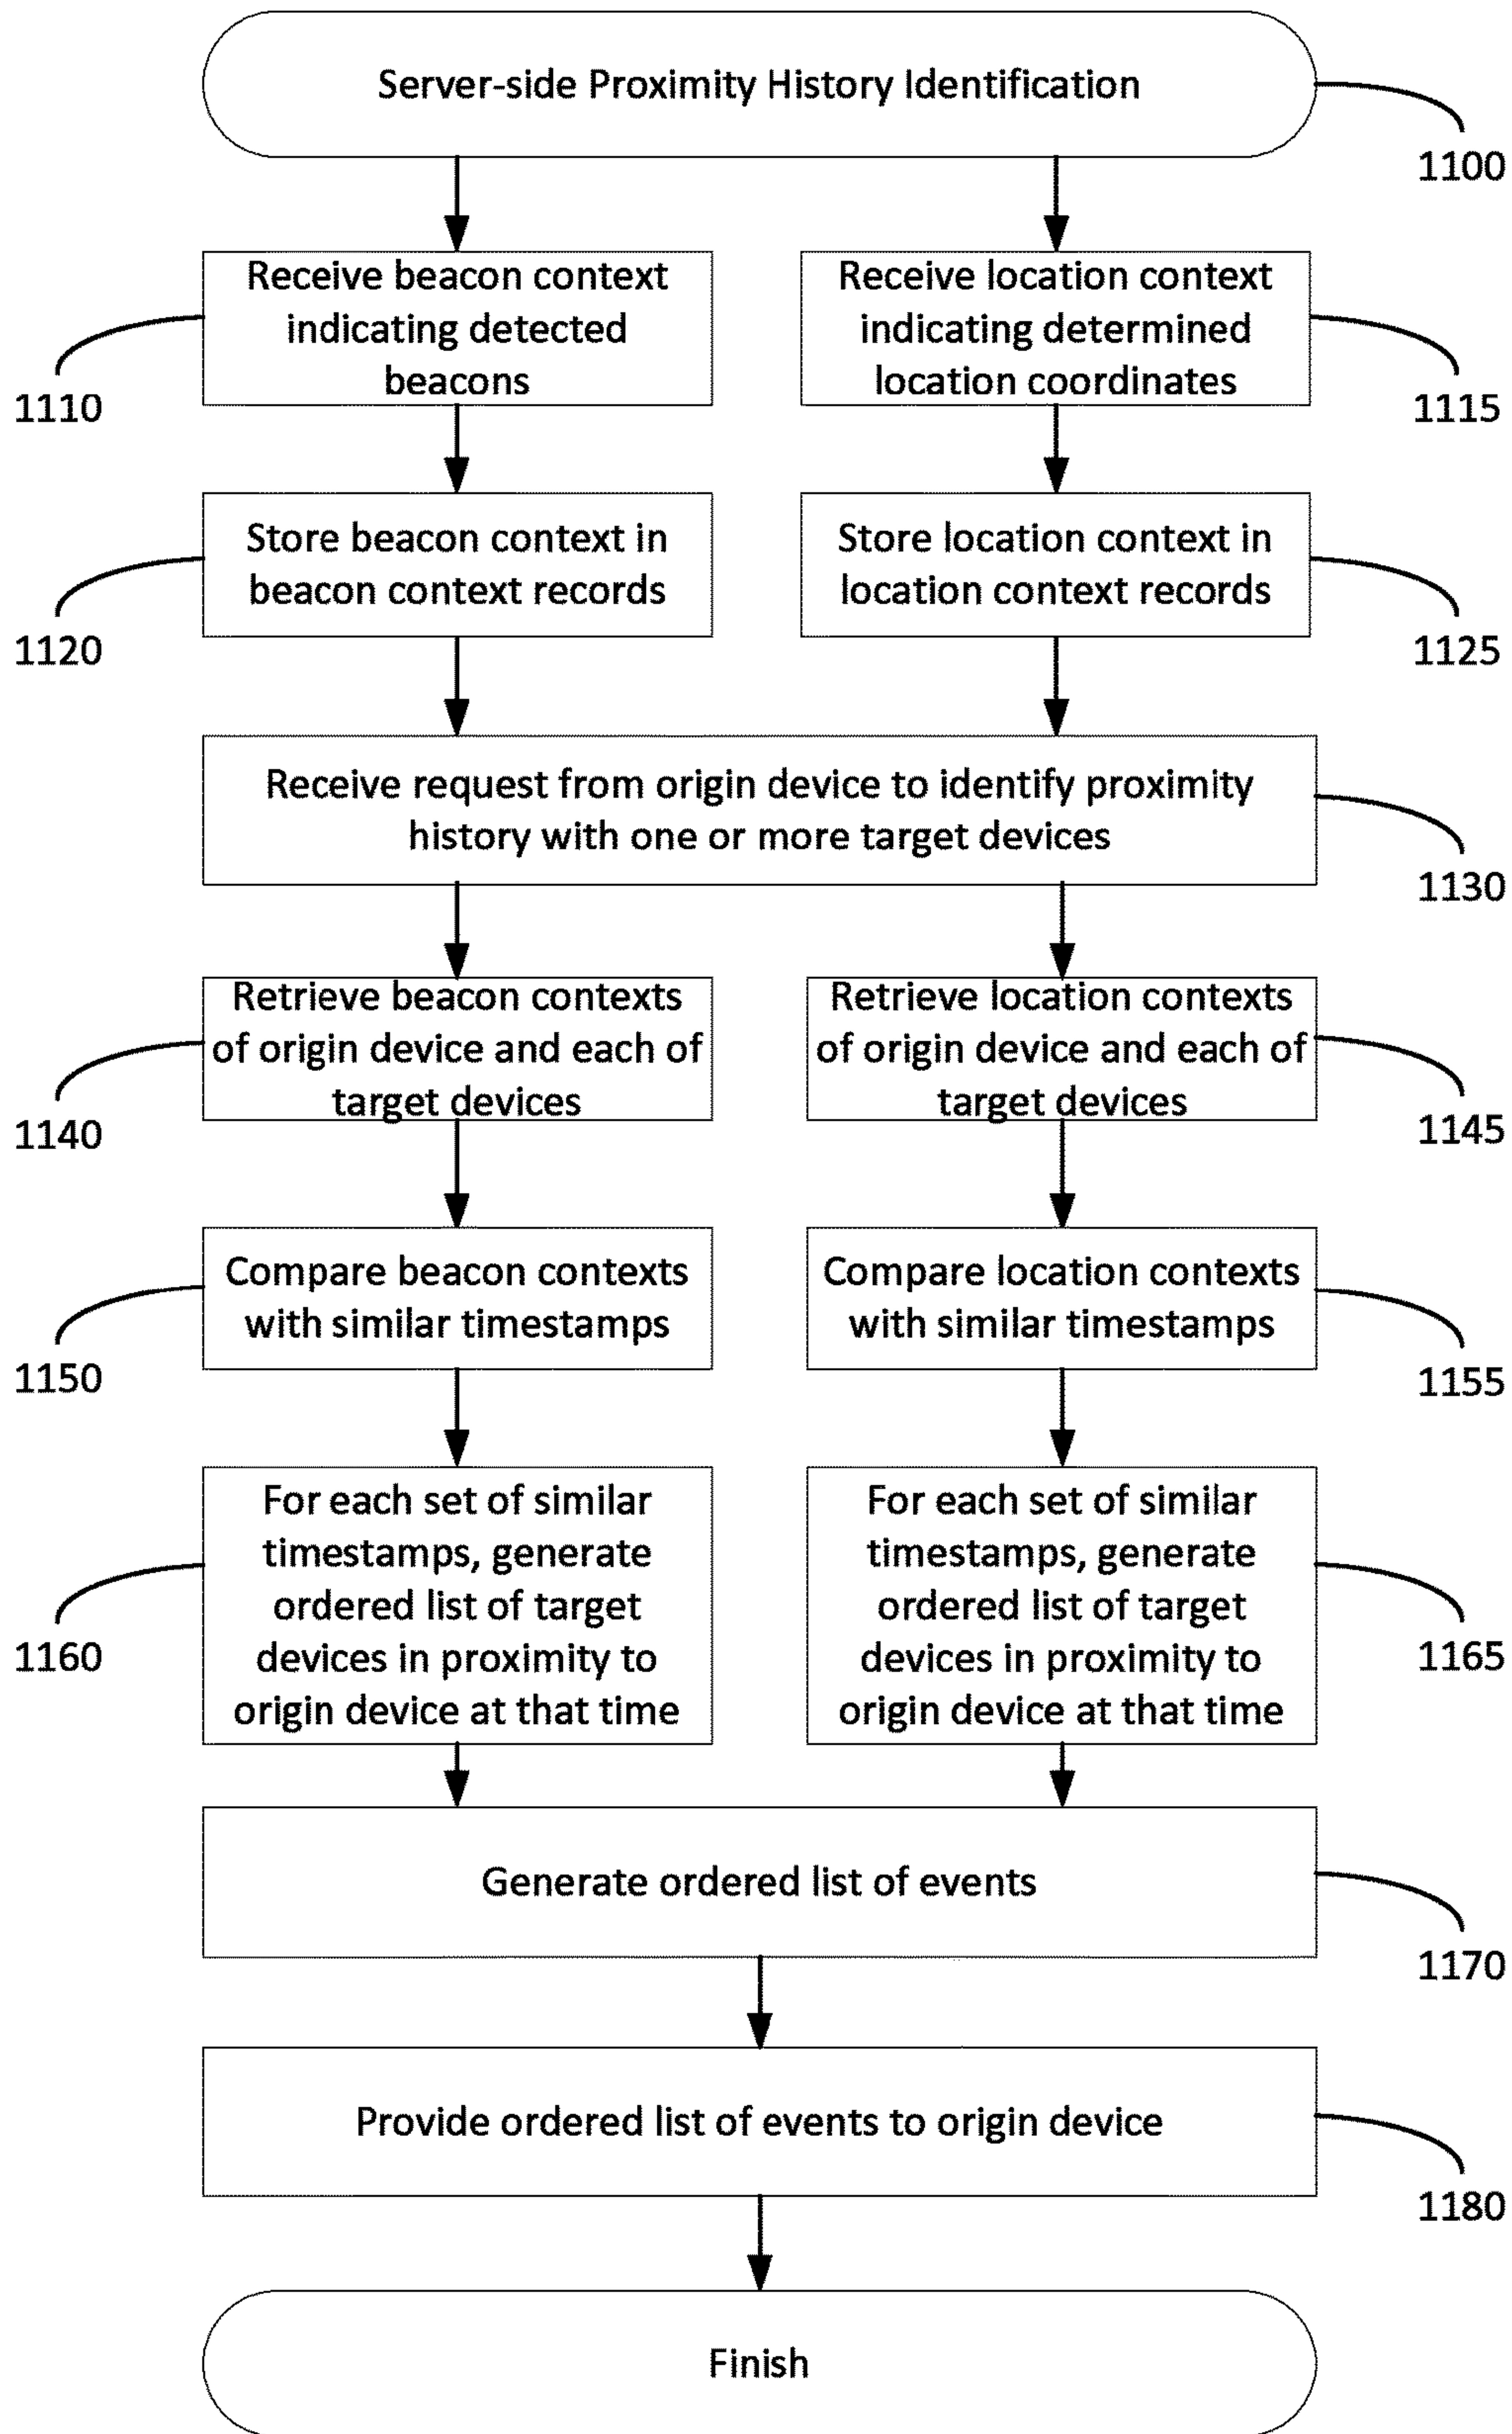 Server-side Proximity History Identification
1100
Receive beacon context
indicating detected
beacons
1110
Receive location context
indicating determined
location coordinates
1115
Store beacon context in
beacon context records
1120
Store location context in
location context records
1125
Receive request from origin device to identify proximity
history with one or more target devices
1130
Retrieve beacon contexts
of origin device and each of
target devices
1140
Retrieve location contexts
of origin device and each of
target devices
1145
Compare beacon contexts
with similar timestamps
1150
Compare location contexts
with similar timestamps
1155
For each set of similar
timestamps, generate
ordered list of target
devices in proximity to
origin device at that time
1160
For each set of similar
timestamps, generate
ordered list of target
devices in proximity to
origin device at that time
1165
Generate ordered list of events
1170
Provide ordered list of events to origin device
1180
Finish